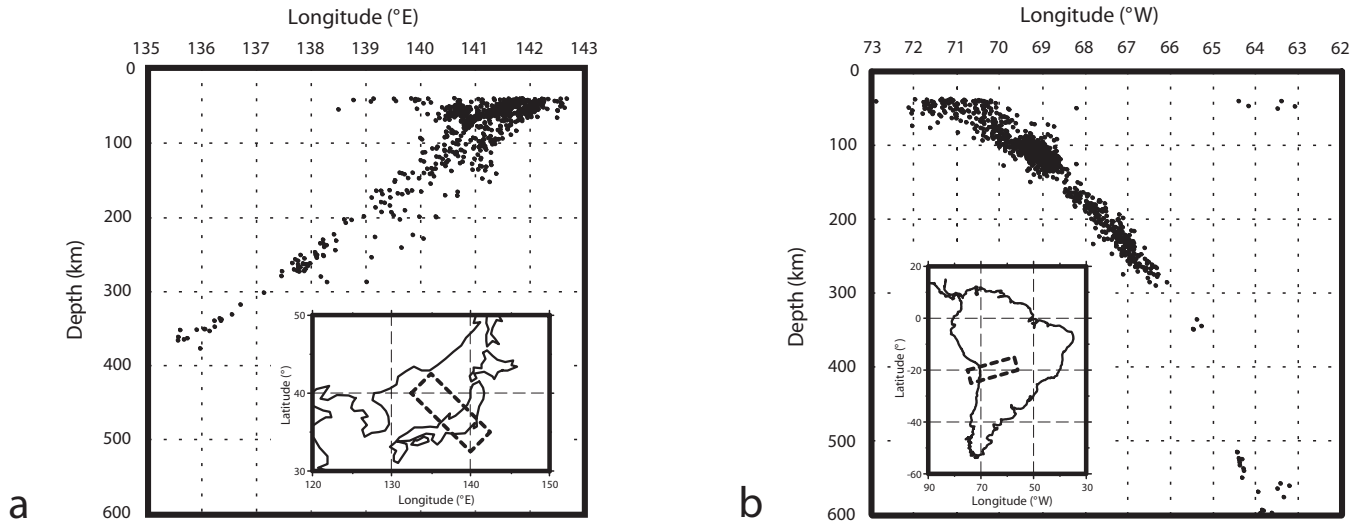 Longitude (°E)
135 136 137 138 139 140 141 142 143
0
100
200
300
400
500
600
Depth (km)
50
40
30
Latitude (°)
120 130 140 150
Longitude (°E)
a
Longitude (°W)
73 72 71 70 69 68 67 66 65 64 63 62
0
100
200
300
400
500
600
Depth (km)
20
0
-20
-40
-60
Latitude (°)
90 70 50 30
Longitude (°W)
b